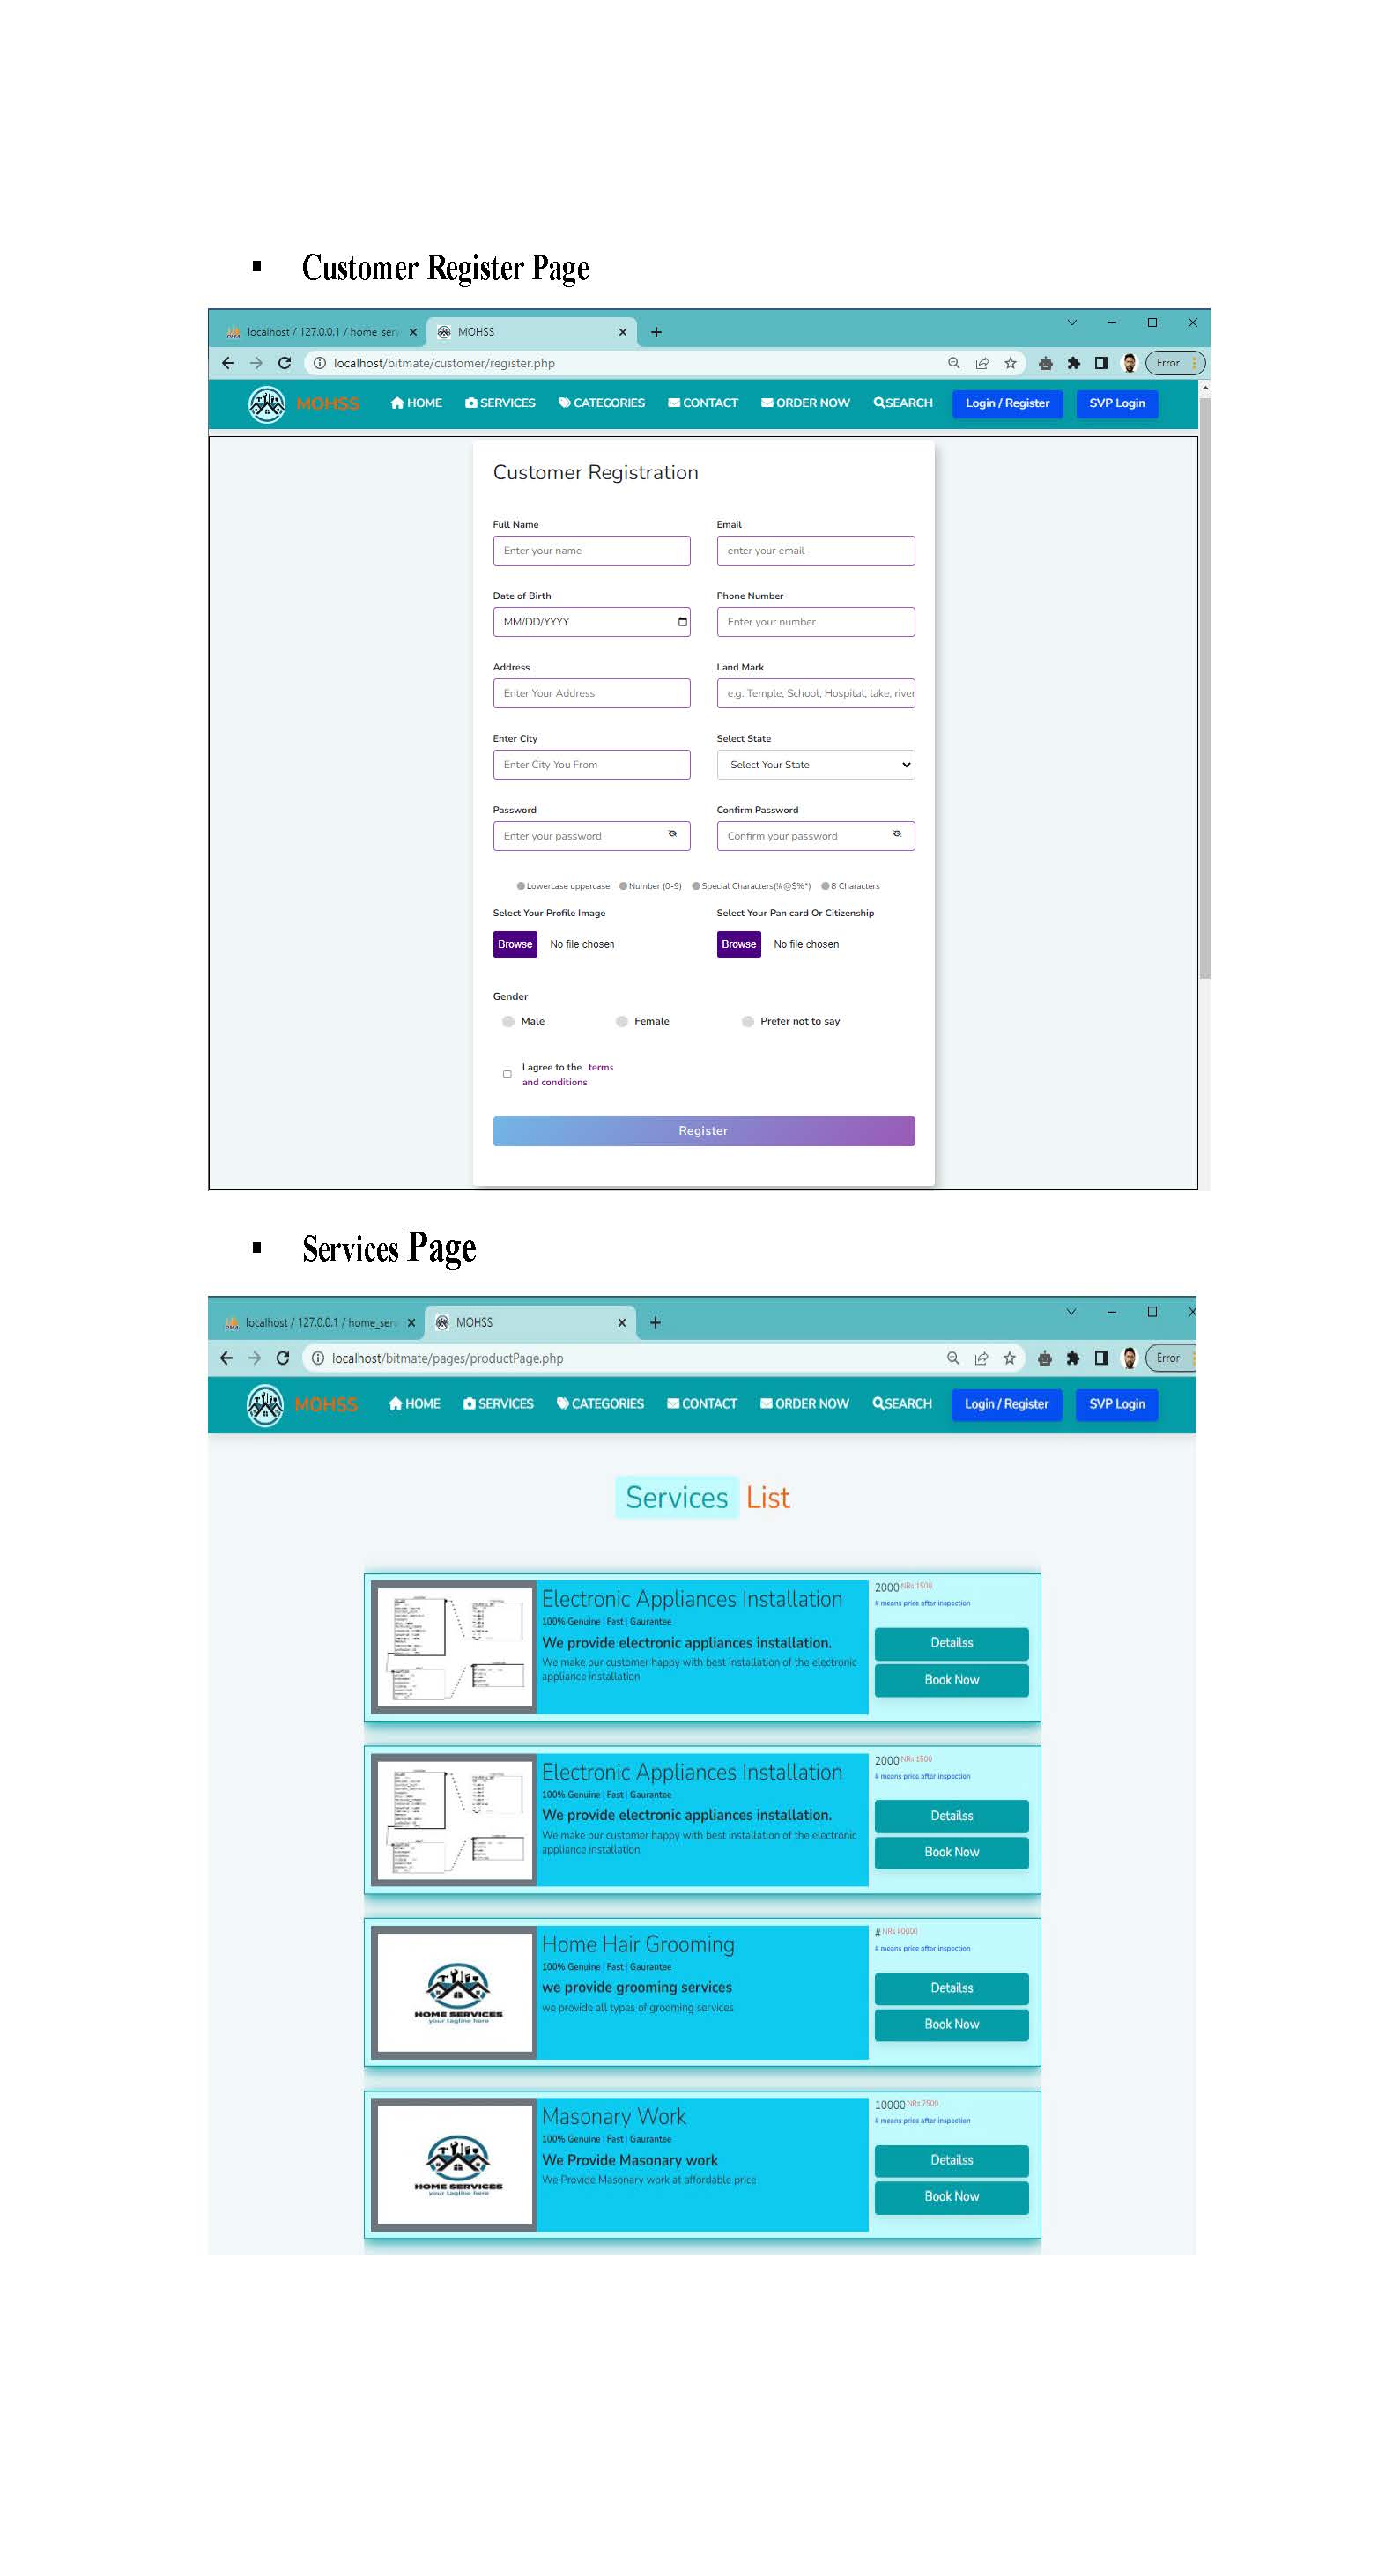 ▪ Customer Register Page
localhost / 127.0.0.1 / home_serv
MOHSS
localhost/bitmate/customer/register.php
Error
MOHSS HOME SERVICES CATEGORIES CONTACT ORDER NOW SEARCH Login / Register SVP Login
Customer Registration
Full Name Email
Enter your name enter your email
Date of Birth Phone Number
MM/DD/YYYY Enter your number
Address Land Mark
Enter Your Address e.g. Temple, School, Hospital, lake, river
Enter City Select State
Enter City You From Select Your State
Password Confirm Password
Enter your password Confirm your password
Lowercase uppercase Number (0-9) Special Characters(!#@$%*) 8 Characters
Select Your Profile Image Select Your Pan card Or Citizenship
Browse No file chosen Browse No file chosen
Gender
Male Female Prefer not to say
I agree to the terms
and conditions
Register
▪ Services Page
localhost / 127.0.0.1 / home_serv
MOHSS
localhost/bitmate/pages/productPage.php
Error
MOHSS HOME SERVICES CATEGORIES CONTACT ORDER NOW SEARCH Login / Register SVP Login
Services List
Electronic Appliances Installation
100% Genuine | Fast | Gaurantee
We provide electronic appliances installation.
We make our customer happy with best installation of the electronic
appliance installation
2000 NRs 1500
# means price after inspection
Detailss
Book Now
Electronic Appliances Installation
100% Genuine | Fast | Gaurantee
We provide electronic appliances installation.
We make our customer happy with best installation of the electronic
appliance installation
2000 NRs 1500
# means price after inspection
Detailss
Book Now
HOME SERVICES
your tagline here
Home Hair Grooming
100% Genuine | Fast | Gaurantee
we provide grooming services
we provide all types of grooming services
# NRs
# means price after inspection
Detailss
Book Now
HOME SERVICES
your tagline here
Masonary Work
100% Genuine | Fast | Gaurantee
We Provide Masonary work
We Provide Masonary work at affordable price
10000 NRs 7500
# means price after inspection
Detailss
Book Now